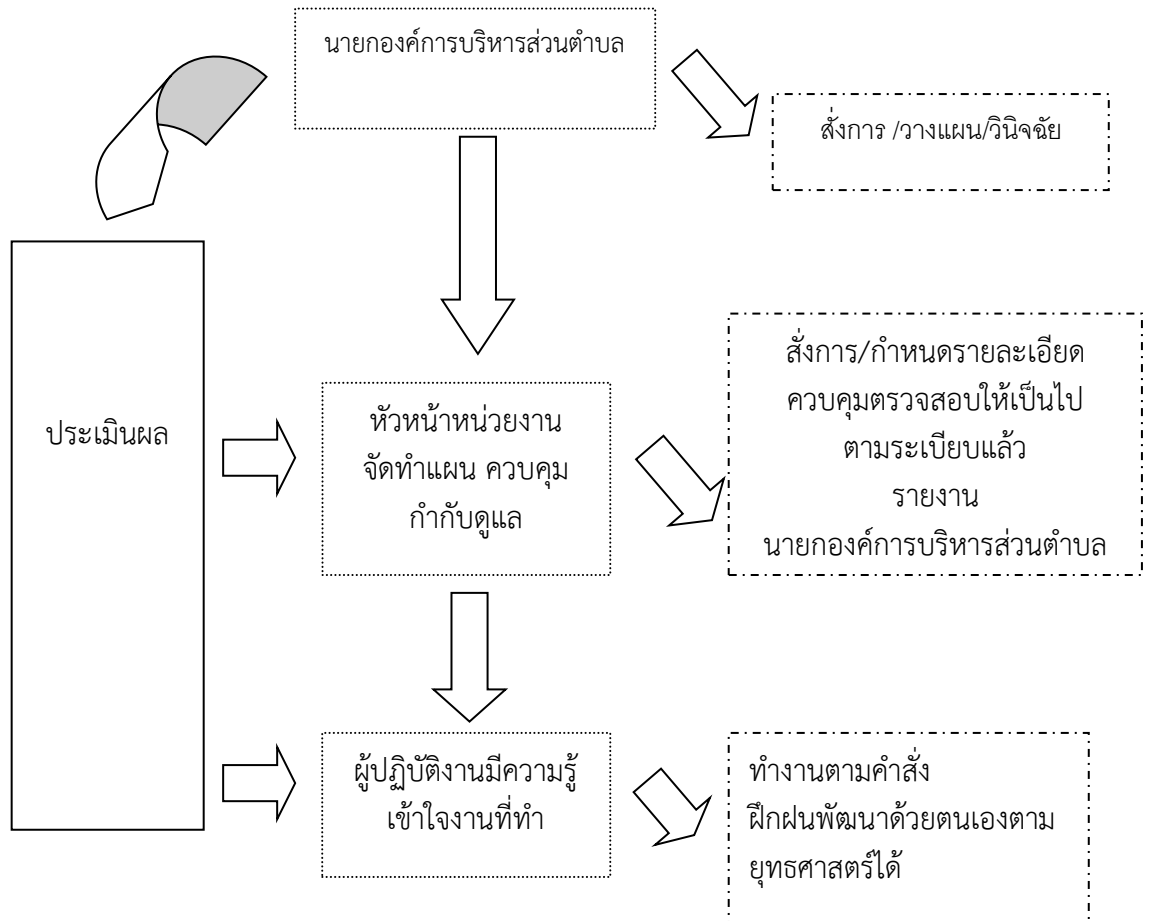 นายกองค์การบริหารส่วนตำบล
สั่งการ /วางแผน/วินิจฉัย
ประเมินผล
หัวหน้าหน่วยงาน
จัดทำแผน ควบคุม
กำกับดูแล
สั่งการ/กำหนดรายละเอียด
ควบคุมตรวจสอบให้เป็นไป
ตามระเบียบแล้ว
รายงาน
นายกองค์การบริหารส่วนตำบล
ผู้ปฏิบัติงานมีความรู้
เข้าใจงานที่ทำ
ทำงานตามคำสั่ง
ฝึกฝนพัฒนาด้วยตนเองตาม
ยุทธศาสตร์ได้